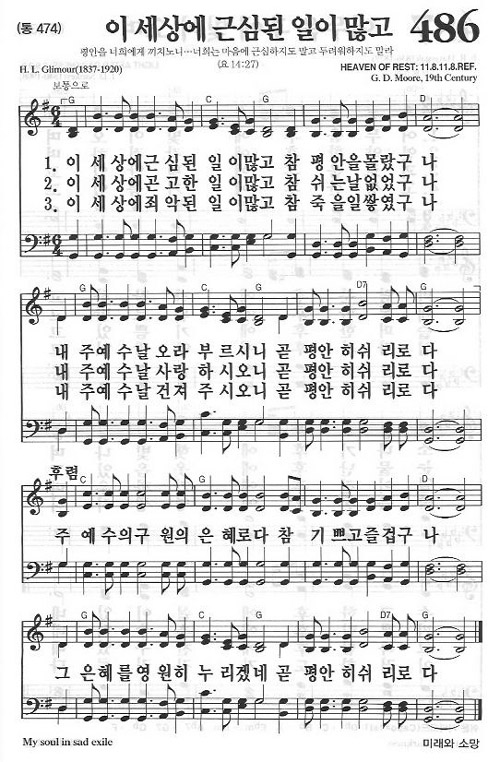 (통 474) 이 세상에 근심된 일이 많고 486
평안을 너희에게 끼치노니…너희는 마음에 근심하지도 말고 두려워하지도 말라
(요 14:27)
H. L. Glimour(1837-1920) HEAVEN OF REST: 11.8.11.8.REF.
G. D. Moore, 19th Century
보통으로
G C G
1. 이 세상에근 심된 일 이많고 참 평 안을몰랐구 나
2. 이 세상에곤 고한 일 이많고 참 쉬 는날없었구 나
3. 이 세상에죄 악된 일 이많고 참 죽 을일쌓였구 나
G C G D7 G
내 주예 수날 오라 부 르시니 곧 평안 히쉬 리로 다
내 주예 수날 사랑 하 시오니 곧 평안 히쉬 리로 다
내 주예 수날 건져 주 시오니 곧 평안 히쉬 리로 다
후렴
C G C G
주 예 수의구 원의 은 혜로다 참 기 쁘고즐겁구 나
G C G D7 G
그 은혜 를영 원히 누 리겠네 곧 평안 히쉬 리로 다
My soul in sad exile 미래와 소망